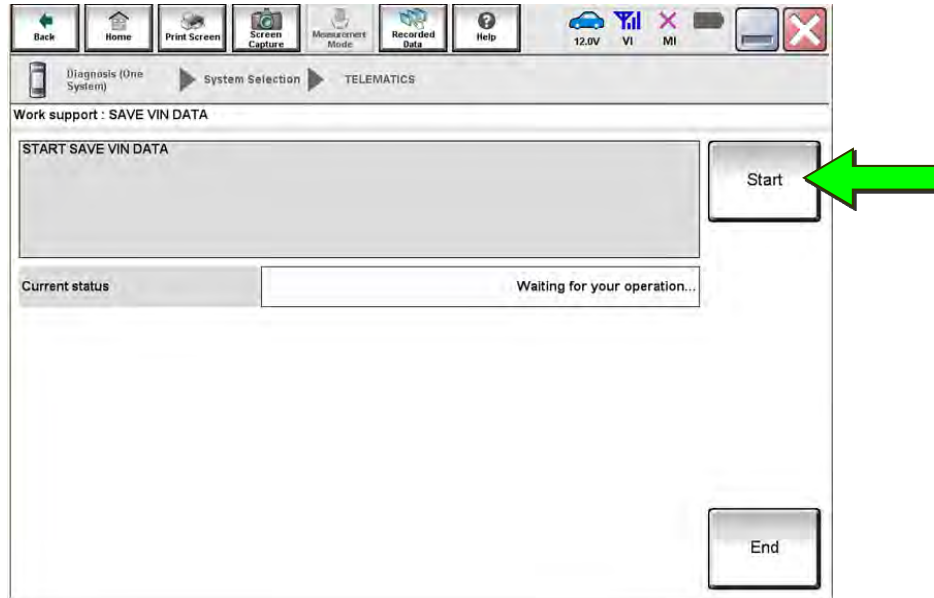 Back
Home
Print Screen
Screen
Capture
Measurement
Mode
Recorded
Data
Help
12.0V
VI
MI
Diagnosis (One
System)
System Selection
TELEMATICS
Work support : SAVE VIN DATA
START SAVE VIN DATA
Start
Current status
Waiting for your operation...
End